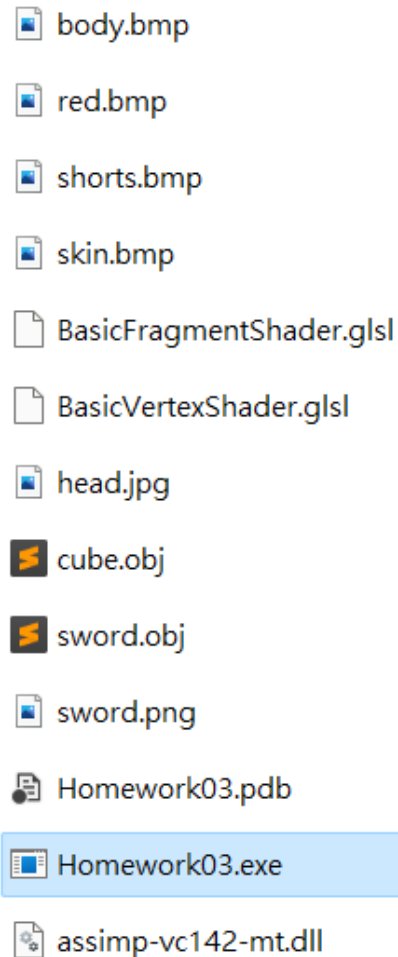 body.bmp
red.bmp
shorts.bmp
skin.bmp
BasicFragmentShader.glsl
BasicVertexShader.glsl
head.jpg
cube.obj
sword.obj
sword.png
Homework03.pdb
Homework03.exe
assimp-vc142-mt.dll